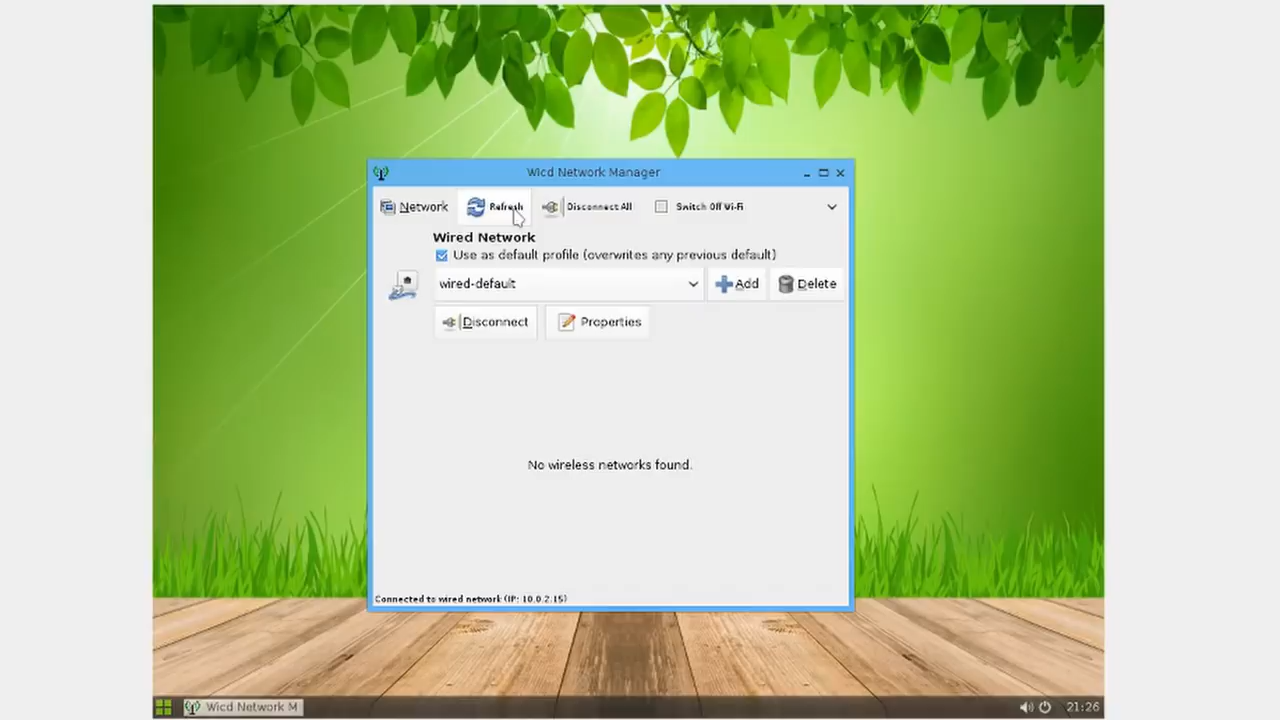 Wicd Network Manager
Network Refresh Disconnect All Switch Off Wi-Fi
Wired Network
Use as default profile (overwrites any previous default)
wired-default Add Delete
Disconnect Properties
No wireless networks found.
Connected to wired network (IP: 10.0.2.15)
Wicd Network M 21:26